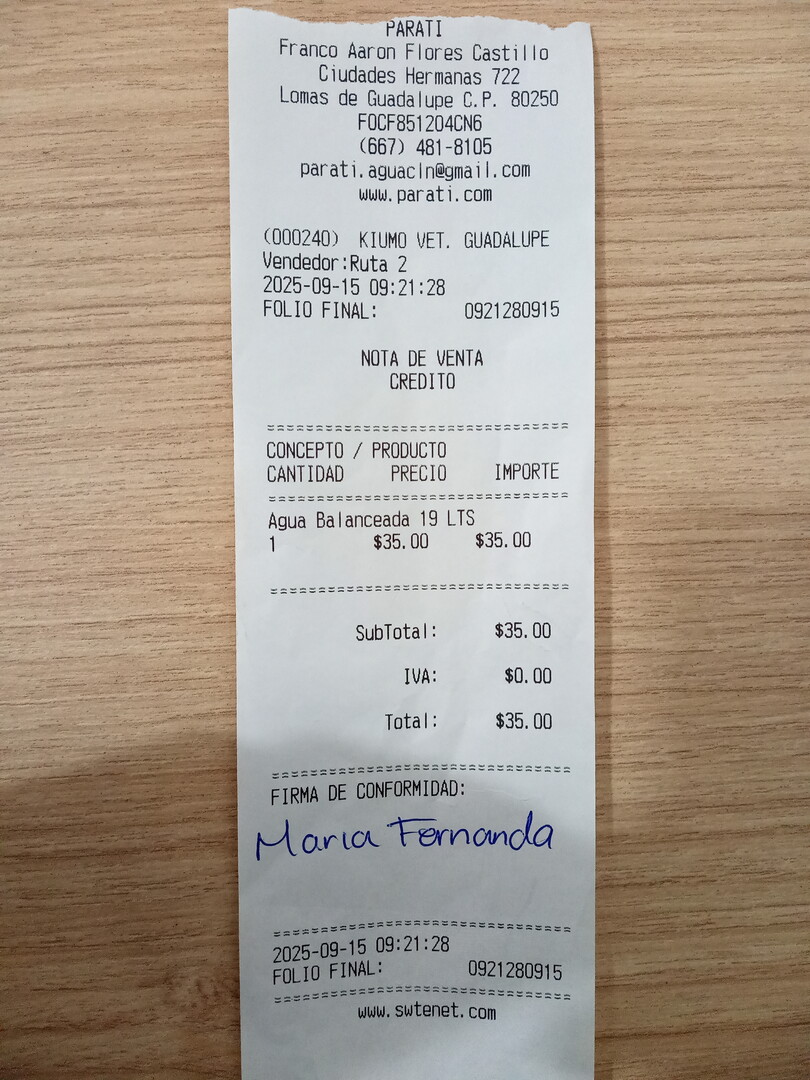 PARATI
Franco Aaron Flores Castillo
Ciudades Hermanas 722
Lomas de Guadalupe C.P. 80250
FOCF851204CN6
(667) 481-8105
parati.aguacln@gmail.com
www.parati.com
(000240) KIUMO VET. GUADALUPE
Vendedor:Ruta 2
2025-09-15 09:21:28
FOLIO FINAL: 0921280915
NOTA DE VENTA
CREDITO
CONCEPTO / PRODUCTO
CANTIDAD PRECIO IMPORTE
Agua Balanceada 19 LTS
1 $35.00 $35.00
SubTotal: $35.00
IVA: $0.00
Total: $35.00
FIRMA DE CONFORMIDAD:
Maria Fernanda
2025-09-15 09:21:28
FOLIO FINAL: 0921280915
www.swtenet.com